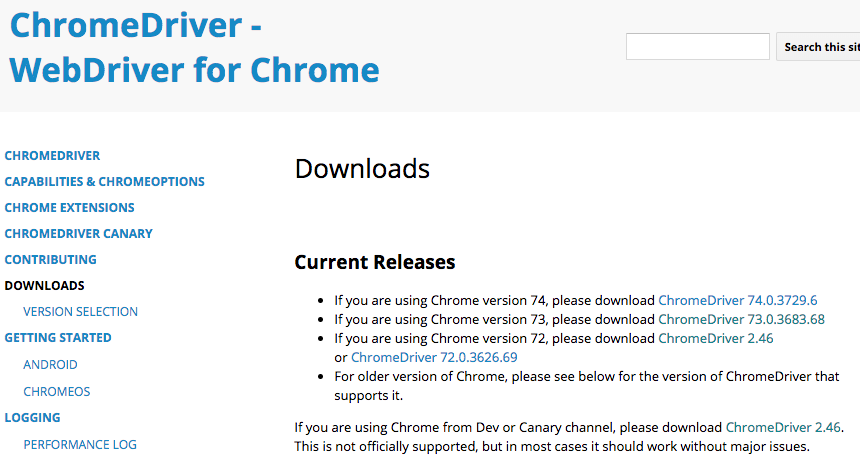 ChromeDriver -
WebDriver for Chrome
Search this sit
CHROMEDRIVER
CAPABILITIES & CHROMEOPTIONS
CHROME EXTENSIONS
CHROMEDRIVER CANARY
CONTRIBUTING
DOWNLOADS
VERSION SELECTION
GETTING STARTED
ANDROID
CHROMEOS
LOGGING
PERFORMANCE LOG
Downloads
Current Releases
If you are using Chrome version 74, please download ChromeDriver 74.0.3729.6
If you are using Chrome version 73, please download ChromeDriver 73.0.3683.68
If you are using Chrome version 72, please download ChromeDriver 2.46
or ChromeDriver 72.0.3626.69
For older version of Chrome, please see below for the version of ChromeDriver that
supports it.
If you are using Chrome from Dev or Canary channel, please download ChromeDriver 2.46.
This is not officially supported, but in most cases it should work without major issues.